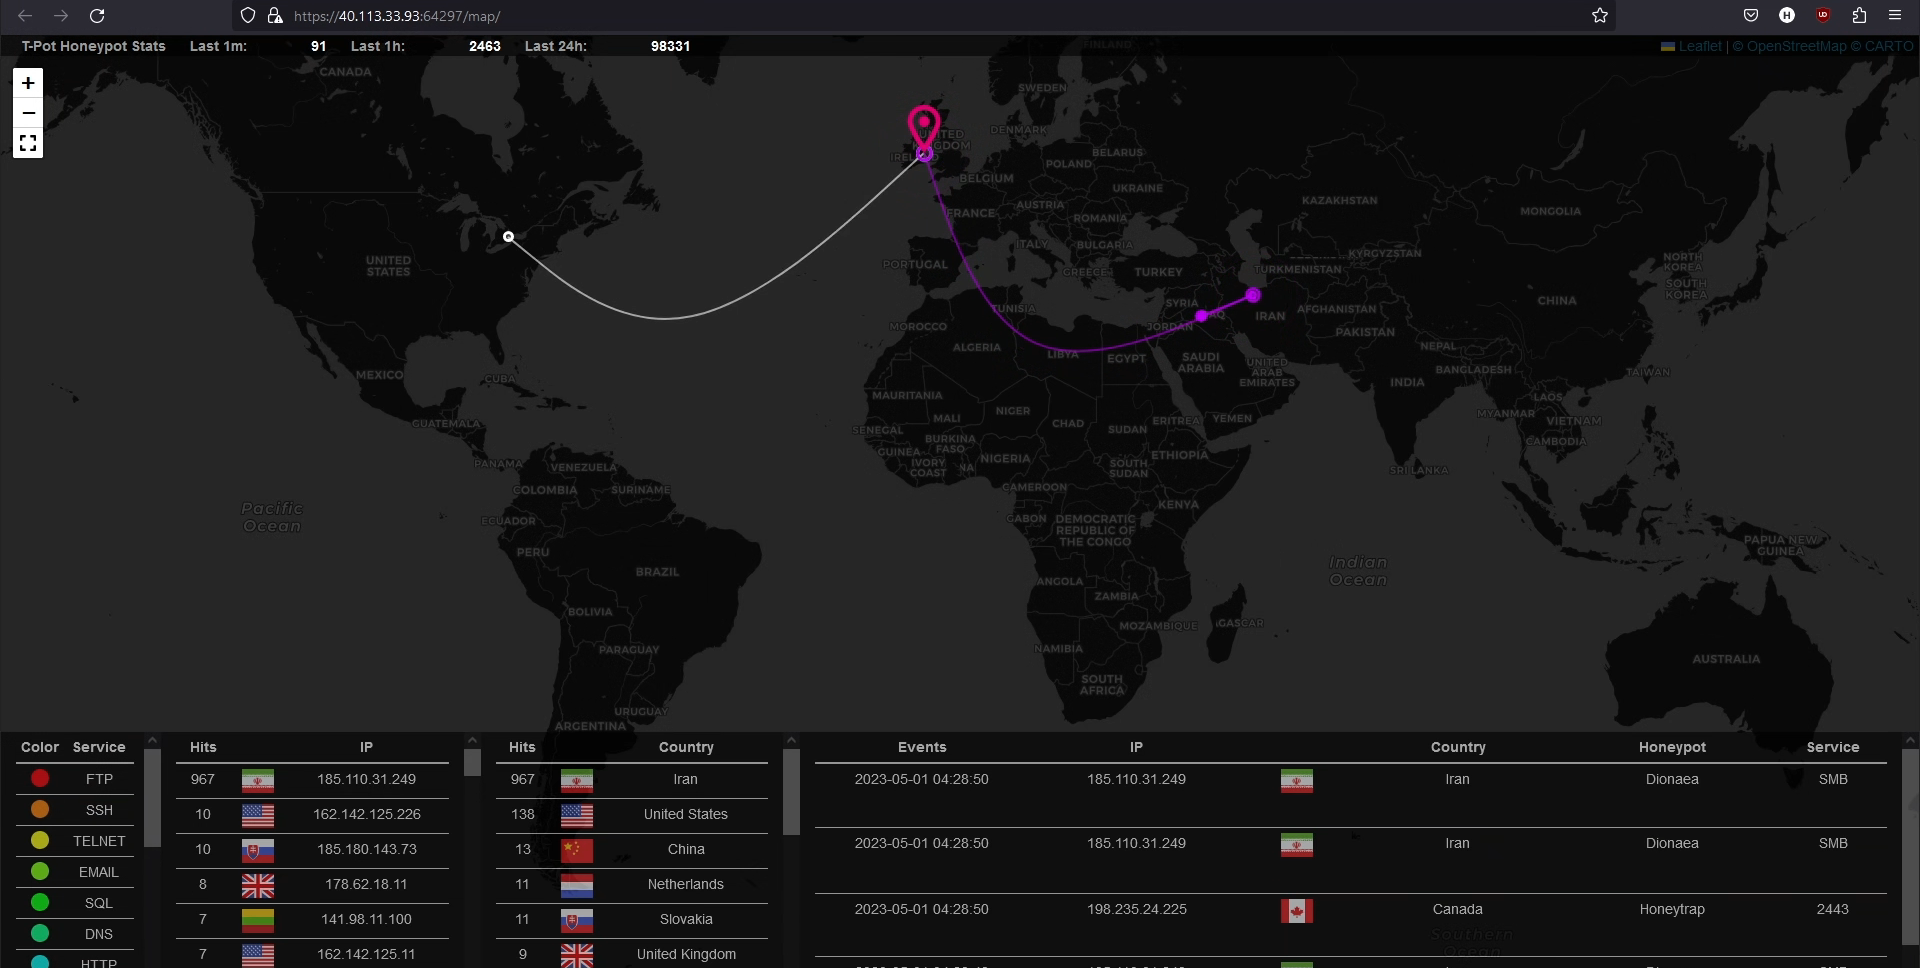 https://40.113.33.93:64297/map/
T-Pot Honeypot Stats Last 1m: 91 Last 1h: 2463 Last 24h: 98331
Leaflet | © OpenStreetMap © CARTO
+
−
FINLAND
CANADA
SWEDEN
UNITED KINGDOM
DENMARK
IRELAND
BELARUS
POLAND
BELGIUM
UKRAINE
KAZAKHSTAN
AUSTRIA
FRANCE
ROMANIA
MONGOLIA
ITALY
BULGARIA
KYRGYZSTAN
UNITED STATES
PORTUGAL
GREECE
TURKEY
TURKMENISTAN
NORTH KOREA
SOUTH KOREA
SYRIA
CHINA
TUNISIA
IRAN
AFGHANISTAN
MOROCCO
JORDAN
PAKISTAN
ALGERIA
LIBYA
EGYPT
SAUDI ARABIA
NEPAL
UNITED ARAB EMIRATES
BANGLADESH
TAIWAN
MEXICO
CUBA
INDIA
MAURITANIA
LAOS
NIGER
MYANMAR
MALI
GUATEMALA
CHAD
ERITREA
YEMEN
VIETNAM
SENEGAL
SUDAN
BURKINA FASO
CAMBODIA
GUINEA
ETHIOPIA
PANAMA
VENEZUELA
IVORY COAST
NA
NIGERIA
SOUTH SUDAN
SRI LANKA
COLOMBIA
SURINAME
CAMEROON
KENYA
Pacific Ocean
ECUADOR
GABON
DEMOCRATIC REPUBLIC OF THE CONGO
PAPUA NEW GUINEA
PERU
BRAZIL
Indian Ocean
ANGOLA
ZAMBIA
BOLIVIA
MOZAMBIQUE
GASCAR
PARAGUAY
NAMIBIA
AUSTRALIA
SOUTH AFRICA
URUGUAY
ARGENTINA
Southern Ocean
Color Service
FTP
SSH
TELNET
EMAIL
SQL
DNS
HTTP
Hits IP
967 185.110.31.249
10 162.142.125.226
10 185.180.143.73
8 178.62.18.11
7 141.98.11.100
7 162.142.125.11
Hits Country
967 Iran
138 United States
13 China
11 Netherlands
11 Slovakia
9 United Kingdom
Events IP Country Honeypot Service
2023-05-01 04:28:50 185.110.31.249 Iran Dionaea SMB
2023-05-01 04:28:50 185.110.31.249 Iran Dionaea SMB
2023-05-01 04:28:50 198.235.24.225 Canada Honeytrap 2443